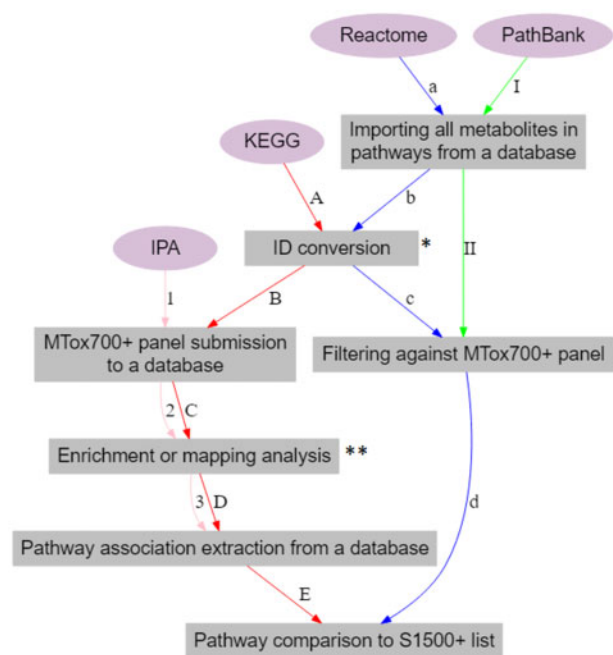 Reactome
PathBank
a
I
Importing all metabolites in
pathways from a database
KEGG
A
b
IPA
ID conversion
*
II
1
B
c
MTox700+ panel submission
to a database
Filtering against MTox700+ panel
2
C
Enrichment or mapping analysis
**
3
D
d
Pathway association extraction from a database
E
Pathway comparison to S1500+ list